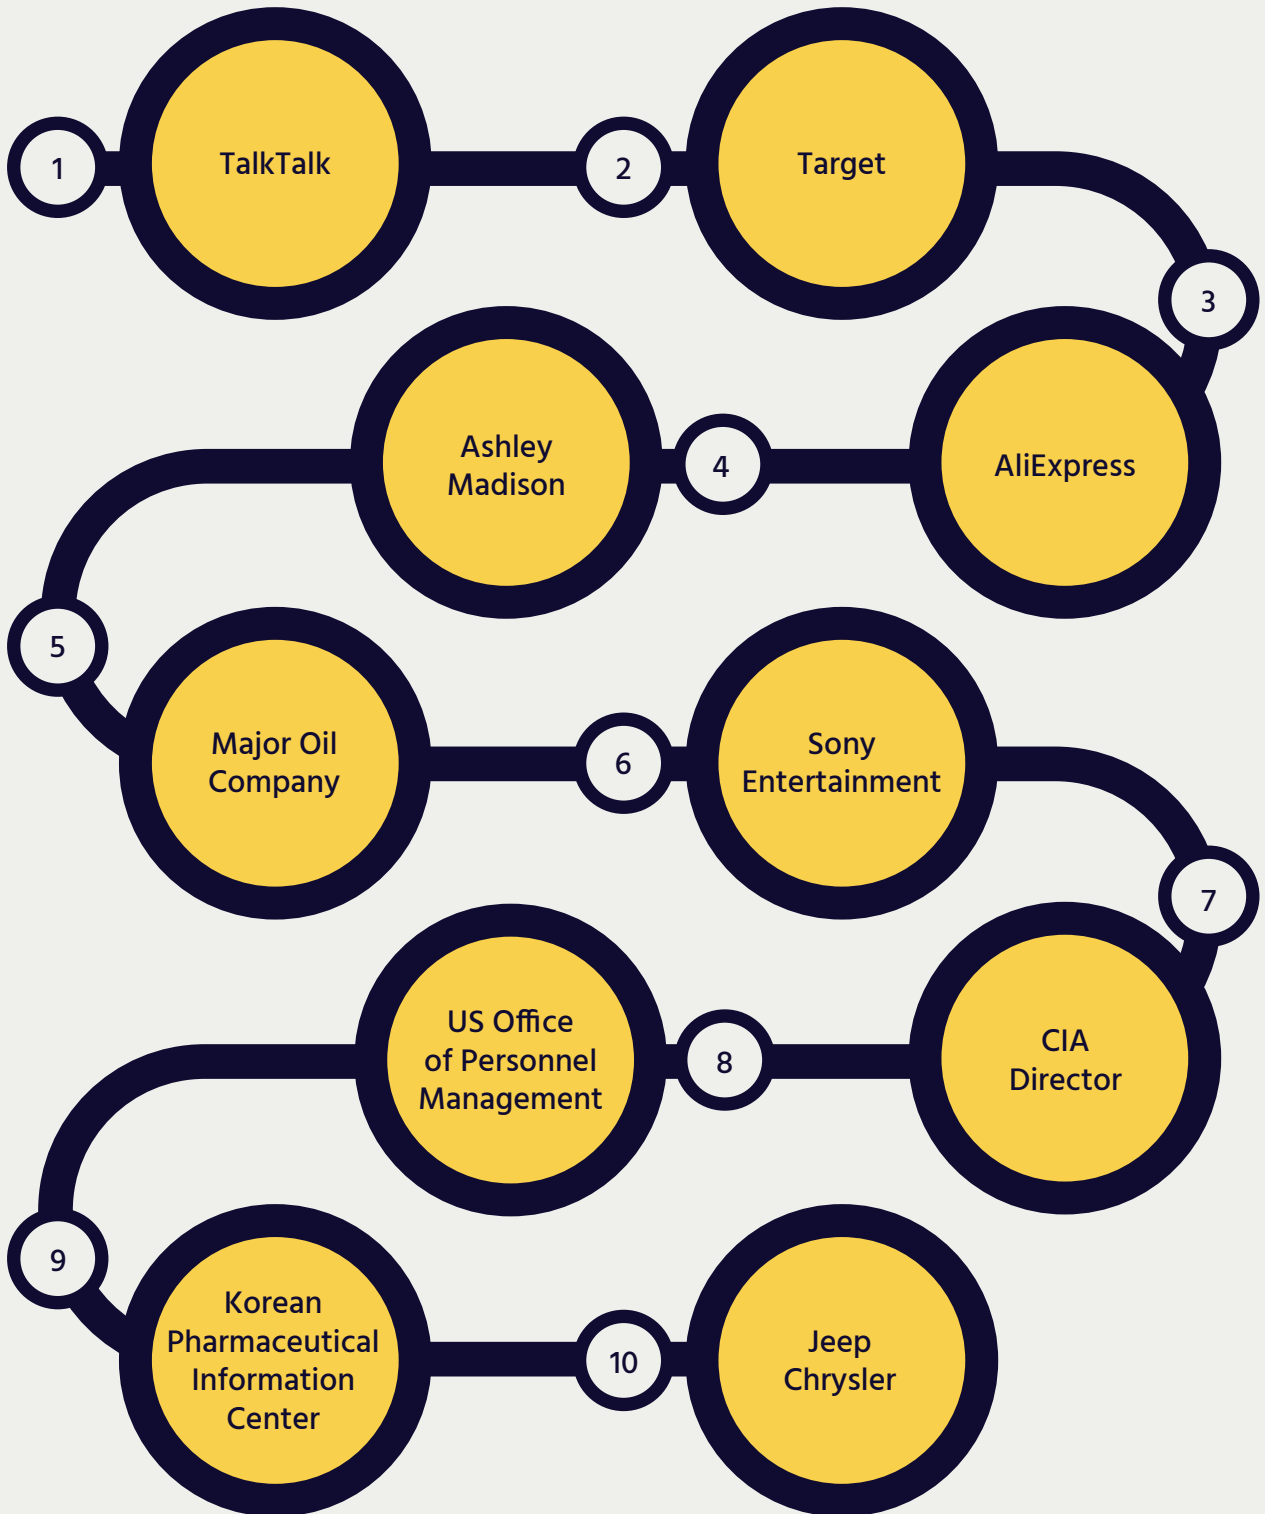 1
TalkTalk
2
Target
3
AliExpress
4
Ashley
Madison
5
Major Oil
Company
6
Sony
Entertainment
7
CIA
Director
8
US Office
of Personnel
Management
9
Korean
Pharmaceutical
Information
Center
10
Jeep
Chrysler